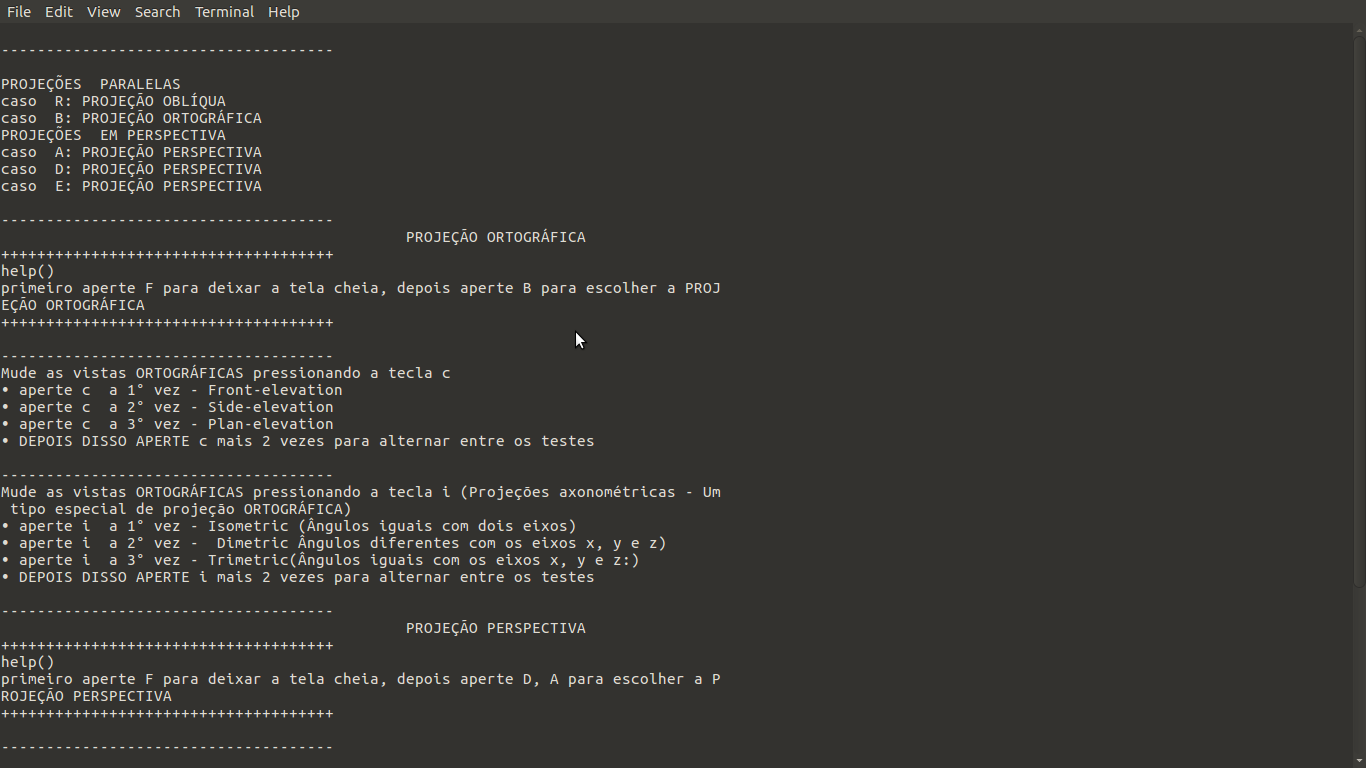 File Edit View Search Terminal Help
-------------------------------------
PROJEÇÕES  PARALELAS
caso  R: PROJEÇÃO OBLÍQUA
caso  B: PROJEÇÃO ORTOGRÁFICA
PROJEÇÕES  EM PERSPECTIVA
caso  A: PROJEÇÃO PERSPECTIVA
caso  D: PROJEÇÃO PERSPECTIVA
caso  E: PROJEÇÃO PERSPECTIVA
-------------------------------------
PROJEÇÃO ORTOGRÁFICA
+++++++++++++++++++++++++++++++++++++
help()
primeiro aperte F para deixar a tela cheia, depois aperte B para escolher a PROJ
EÇÃO ORTOGRÁFICA
+++++++++++++++++++++++++++++++++++++
-------------------------------------
Mude as vistas ORTOGRÁFICAS pressionando a tecla c
• aperte c  a 1° vez - Front-elevation
• aperte c  a 2° vez - Side-elevation
• aperte c  a 3° vez - Plan-elevation
• DEPOIS DISSO APERTE c mais 2 vezes para alternar entre os testes
-------------------------------------
Mude as vistas ORTOGRÁFICAS pressionando a tecla i (Projeções axonométricas - Um
 tipo especial de projeção ORTOGRÁFICA)
• aperte i  a 1° vez - Isometric (Ângulos iguais com dois eixos)
• aperte i  a 2° vez -  Dimetric Ângulos diferentes com os eixos x, y e z)
• aperte i  a 3° vez - Trimetric(Ângulos iguais com os eixos x, y e z:)
• DEPOIS DISSO APERTE i mais 2 vezes para alternar entre os testes
-------------------------------------
PROJEÇÃO PERSPECTIVA
+++++++++++++++++++++++++++++++++++++
help()
primeiro aperte F para deixar a tela cheia, depois aperte D, A para escolher a P
ROJEÇÃO PERSPECTIVA
+++++++++++++++++++++++++++++++++++++
-------------------------------------